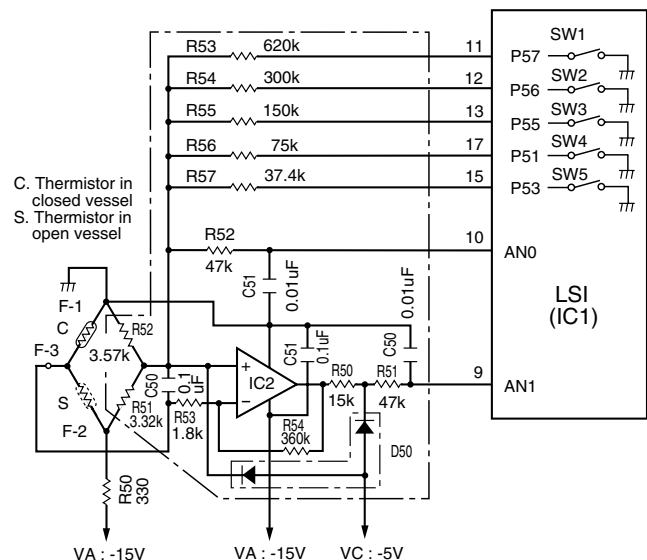 R53 620k 11 P57 SW1
R54 300k 12 P56 SW2
R55 150k 13 P55 SW3
R56 75k 17 P51 SW4
R57 37.4k 15 P53 SW5
C. Thermistor in
closed vessel
S. Thermistor in
open vessel
R52
47k
10 AN0
C51
0.01uF
0.01uF
LSI
(IC1)
F-1
C
R52
F-3
3.57k
C50
0.1
uF
+
IC2
−
C51
0.1uF
C50
R50
15k
R51
47k
9 AN1
S
R51
3.32k
R53
1.8k
F-2
R54
360k
D50
R50
330
VA : -15V
VA : -15V
VC : -5V